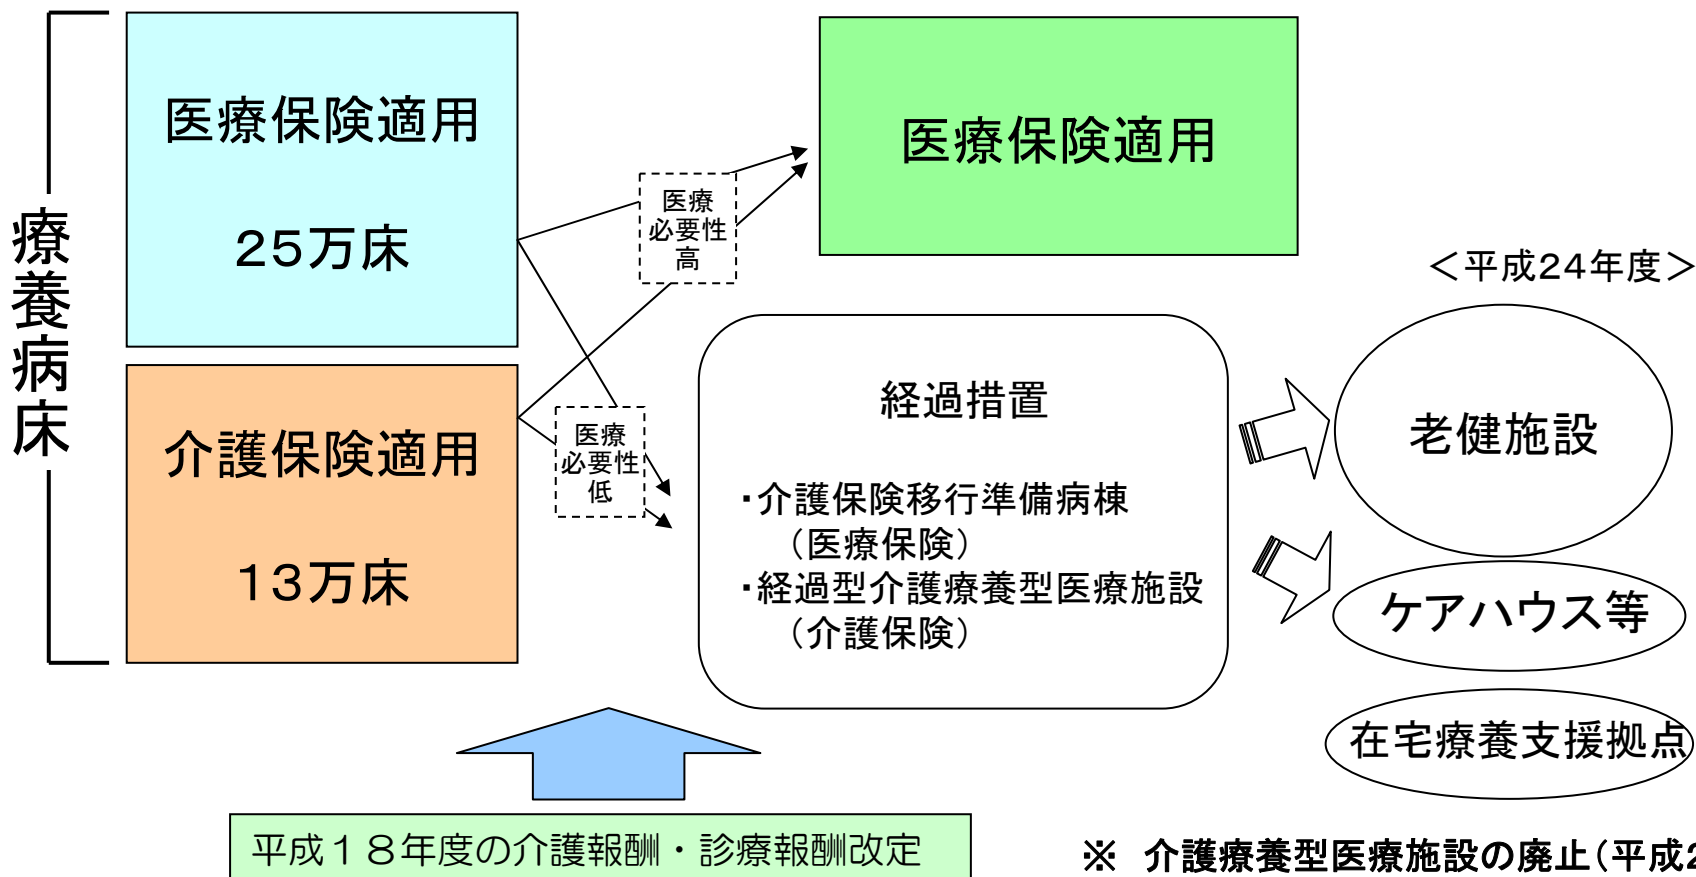 療養病床
医療保険適用
25万床
介護保険適用
13万床
医療
必要性
高
医療
必要性
低
医療保険適用
経過措置
・介護保険移行準備病棟
（医療保険）
・経過型介護療養型医療施設
（介護保険）
＜平成24年度＞
老健施設
ケアハウス等
在宅療養支援拠点
平成１８年度の介護報酬・診療報酬改定
※ 介護療養型医療施設の廃止（平成2